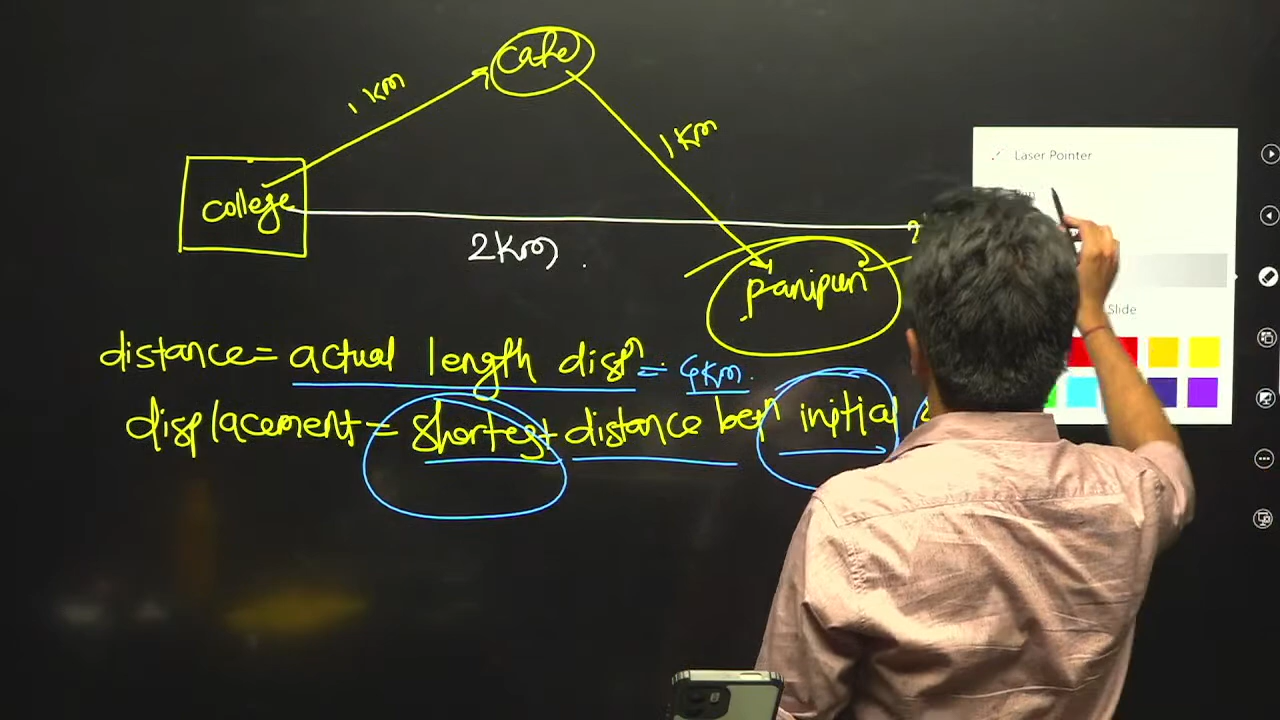 cafe
1 km
1 km
Laser Pointer
college
2 km
panipuri
Slide
distance = actual length dispn = 4 km.
displacement = shortest distance betn initial